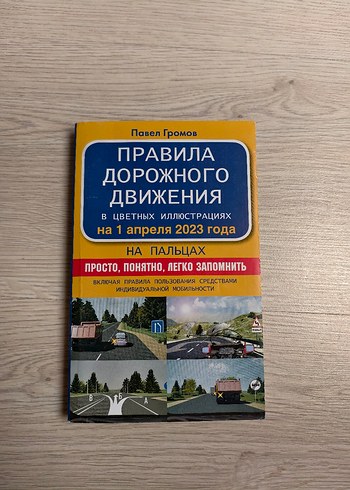 Павел Громов
ПРАВИЛА
ДОРОЖНОГО
ДВИЖЕНИЯ
В ЦВЕТНЫХ ИЛЛЮСТРАЦИЯХ
на 1 апреля 2023 года
НА ПАЛЬЦАХ
ПРОСТО, ПОНЯТНО, ЛЕГКО ЗАПОМНИТЬ
ВКЛЮЧАЯ ПРАВИЛА ПОЛЬЗОВАНИЯ СРЕДСТВАМИ
ИНДИВИДУАЛЬНОЙ МОБИЛЬНОСТИ
В Б А